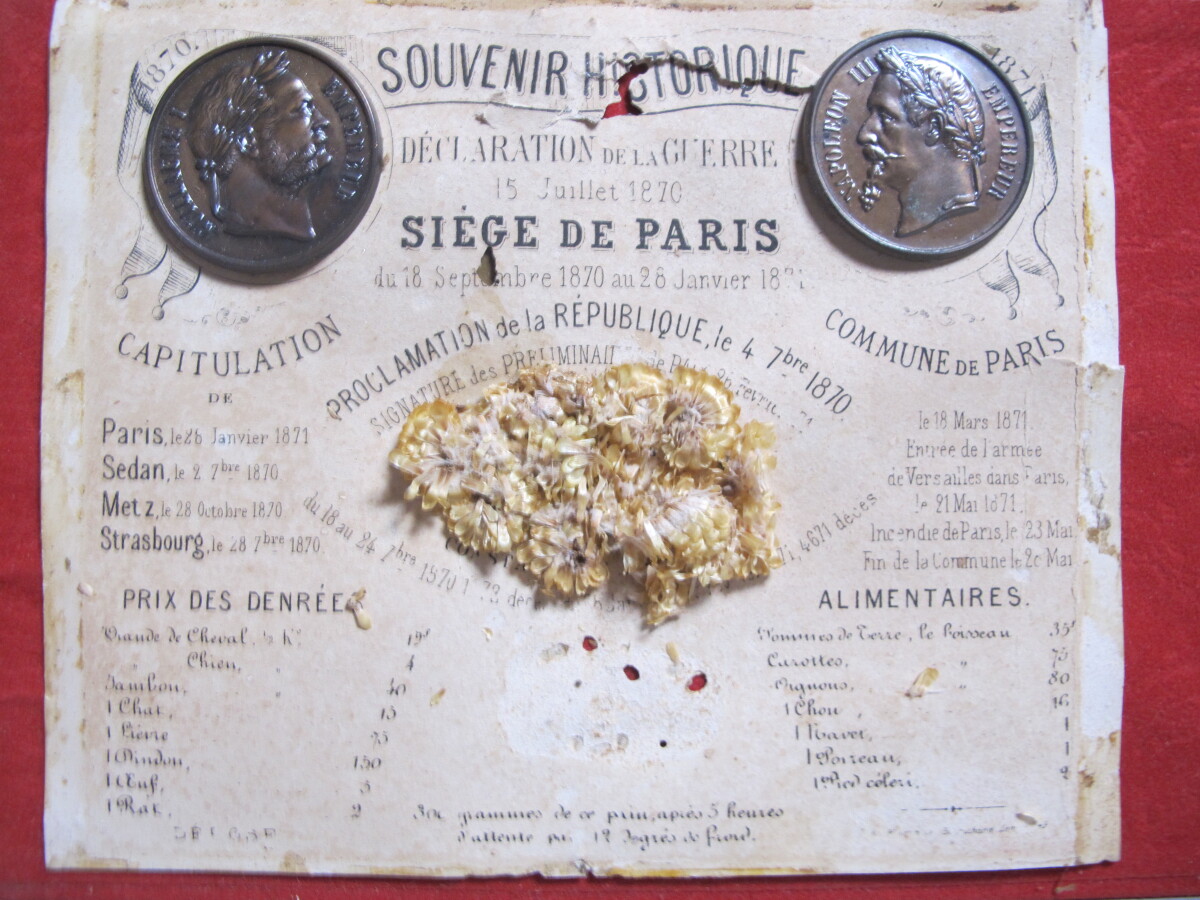 1870.
1871
GUILLAUME I EMPEREUR
NAPOLEON III EMPEREUR
SOUVENIR HISTORIQUE
DÉCLARATION DE LA GUERRE
15 Juillet 1870
SIÉGE DE PARIS
du 18 Septembre 1870 au 28 Janvier 187
PROCLAMATION de la RÉPUBLIQUE, le 4 7bre 1870
SIGNATURE des PRELIMINAI
du 18 au 24 7bre 1870
4671 décès
CAPITULATION
DE
Paris, le 28 Janvier 1871
Sédan, le 2 7bre 1870
Metz, le 28 Octobre 1870
Strasbourg, le 28 7bre 1870
COMMUNE DE PARIS
le 18 Mars 1871.
Entrée de l'armée
de Versailles dans Paris,
le 21 Mai 1871.
Incendie de Paris, le 23 Mai
Fin de la Commune le Mai
PRIX DES DENRÉE
Viande de Cheval, ½ K° 12f
" Chien, " 4
Jambon, 40
1 Chat, 15
1 Lièvre 75
1 Dindon, 150
1 Œuf, 3
1 Rat, 2
ALIMENTAIRES.
Pommes de Terre, le Boisseau 35f
Carottes, " 75
Oignons, " 80
1 Chou, 16
1 Navet, 1
1 Poireau, 1
1 Pied céleri. 2
grammes de ce pain, après 5 heures
d'attente par 12 degrés de froid.